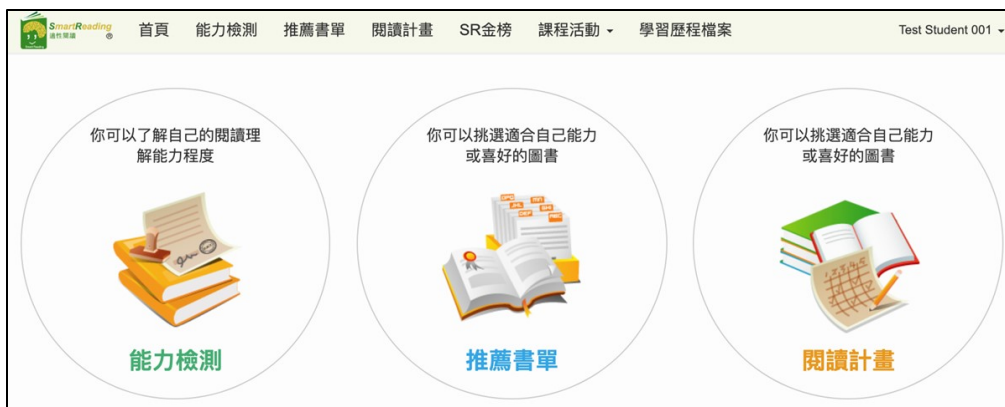 SmartReading
適性閱讀 ®
首頁 能力檢測 推薦書單 閱讀計畫 SR金榜 課程活動 學習歷程檔案 Test Student 001
你可以了解自己的閱讀理
解能力程度
能力檢測
你可以挑選適合自己能力
或喜好的圖書
推薦書單
你可以挑選適合自己能力
或喜好的圖書
閱讀計畫